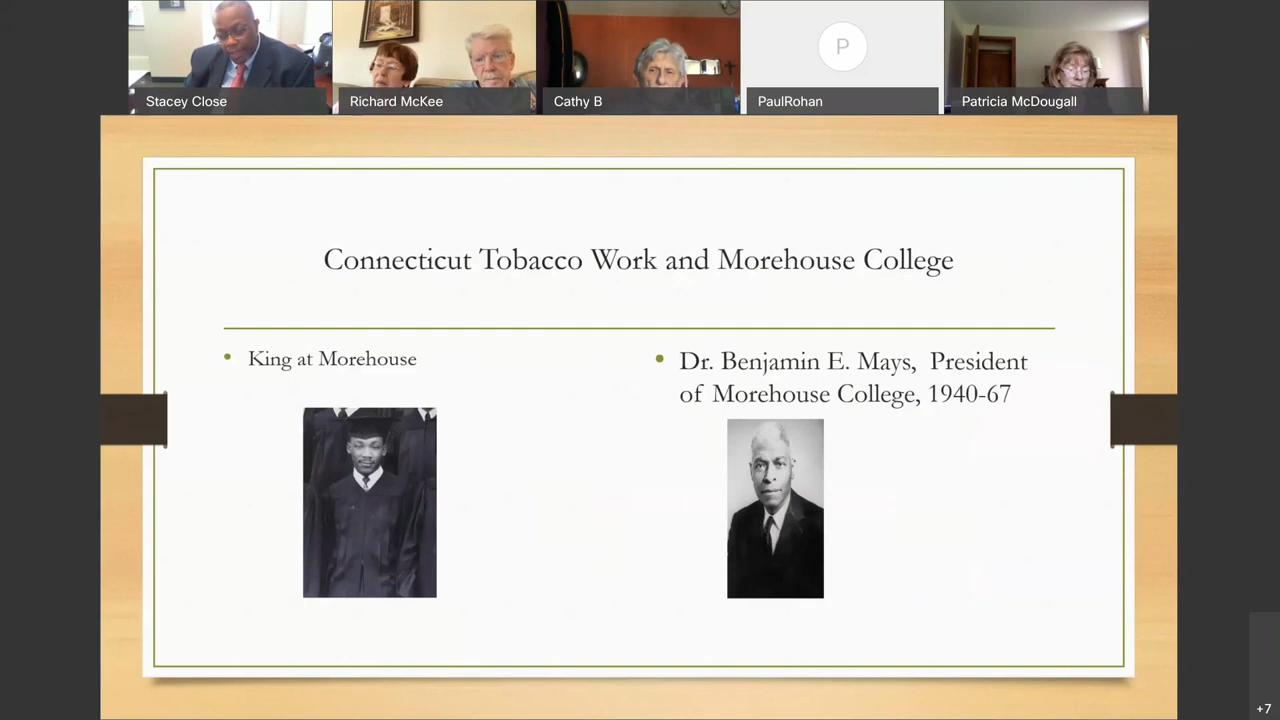 Stacey Close
Richard McKee
Cathy B
P
PaulRohan
Patricia McDougall
Connecticut Tobacco Work and Morehouse College
• King at Morehouse
• Dr. Benjamin E. Mays, President
of Morehouse College, 1940-67
+7